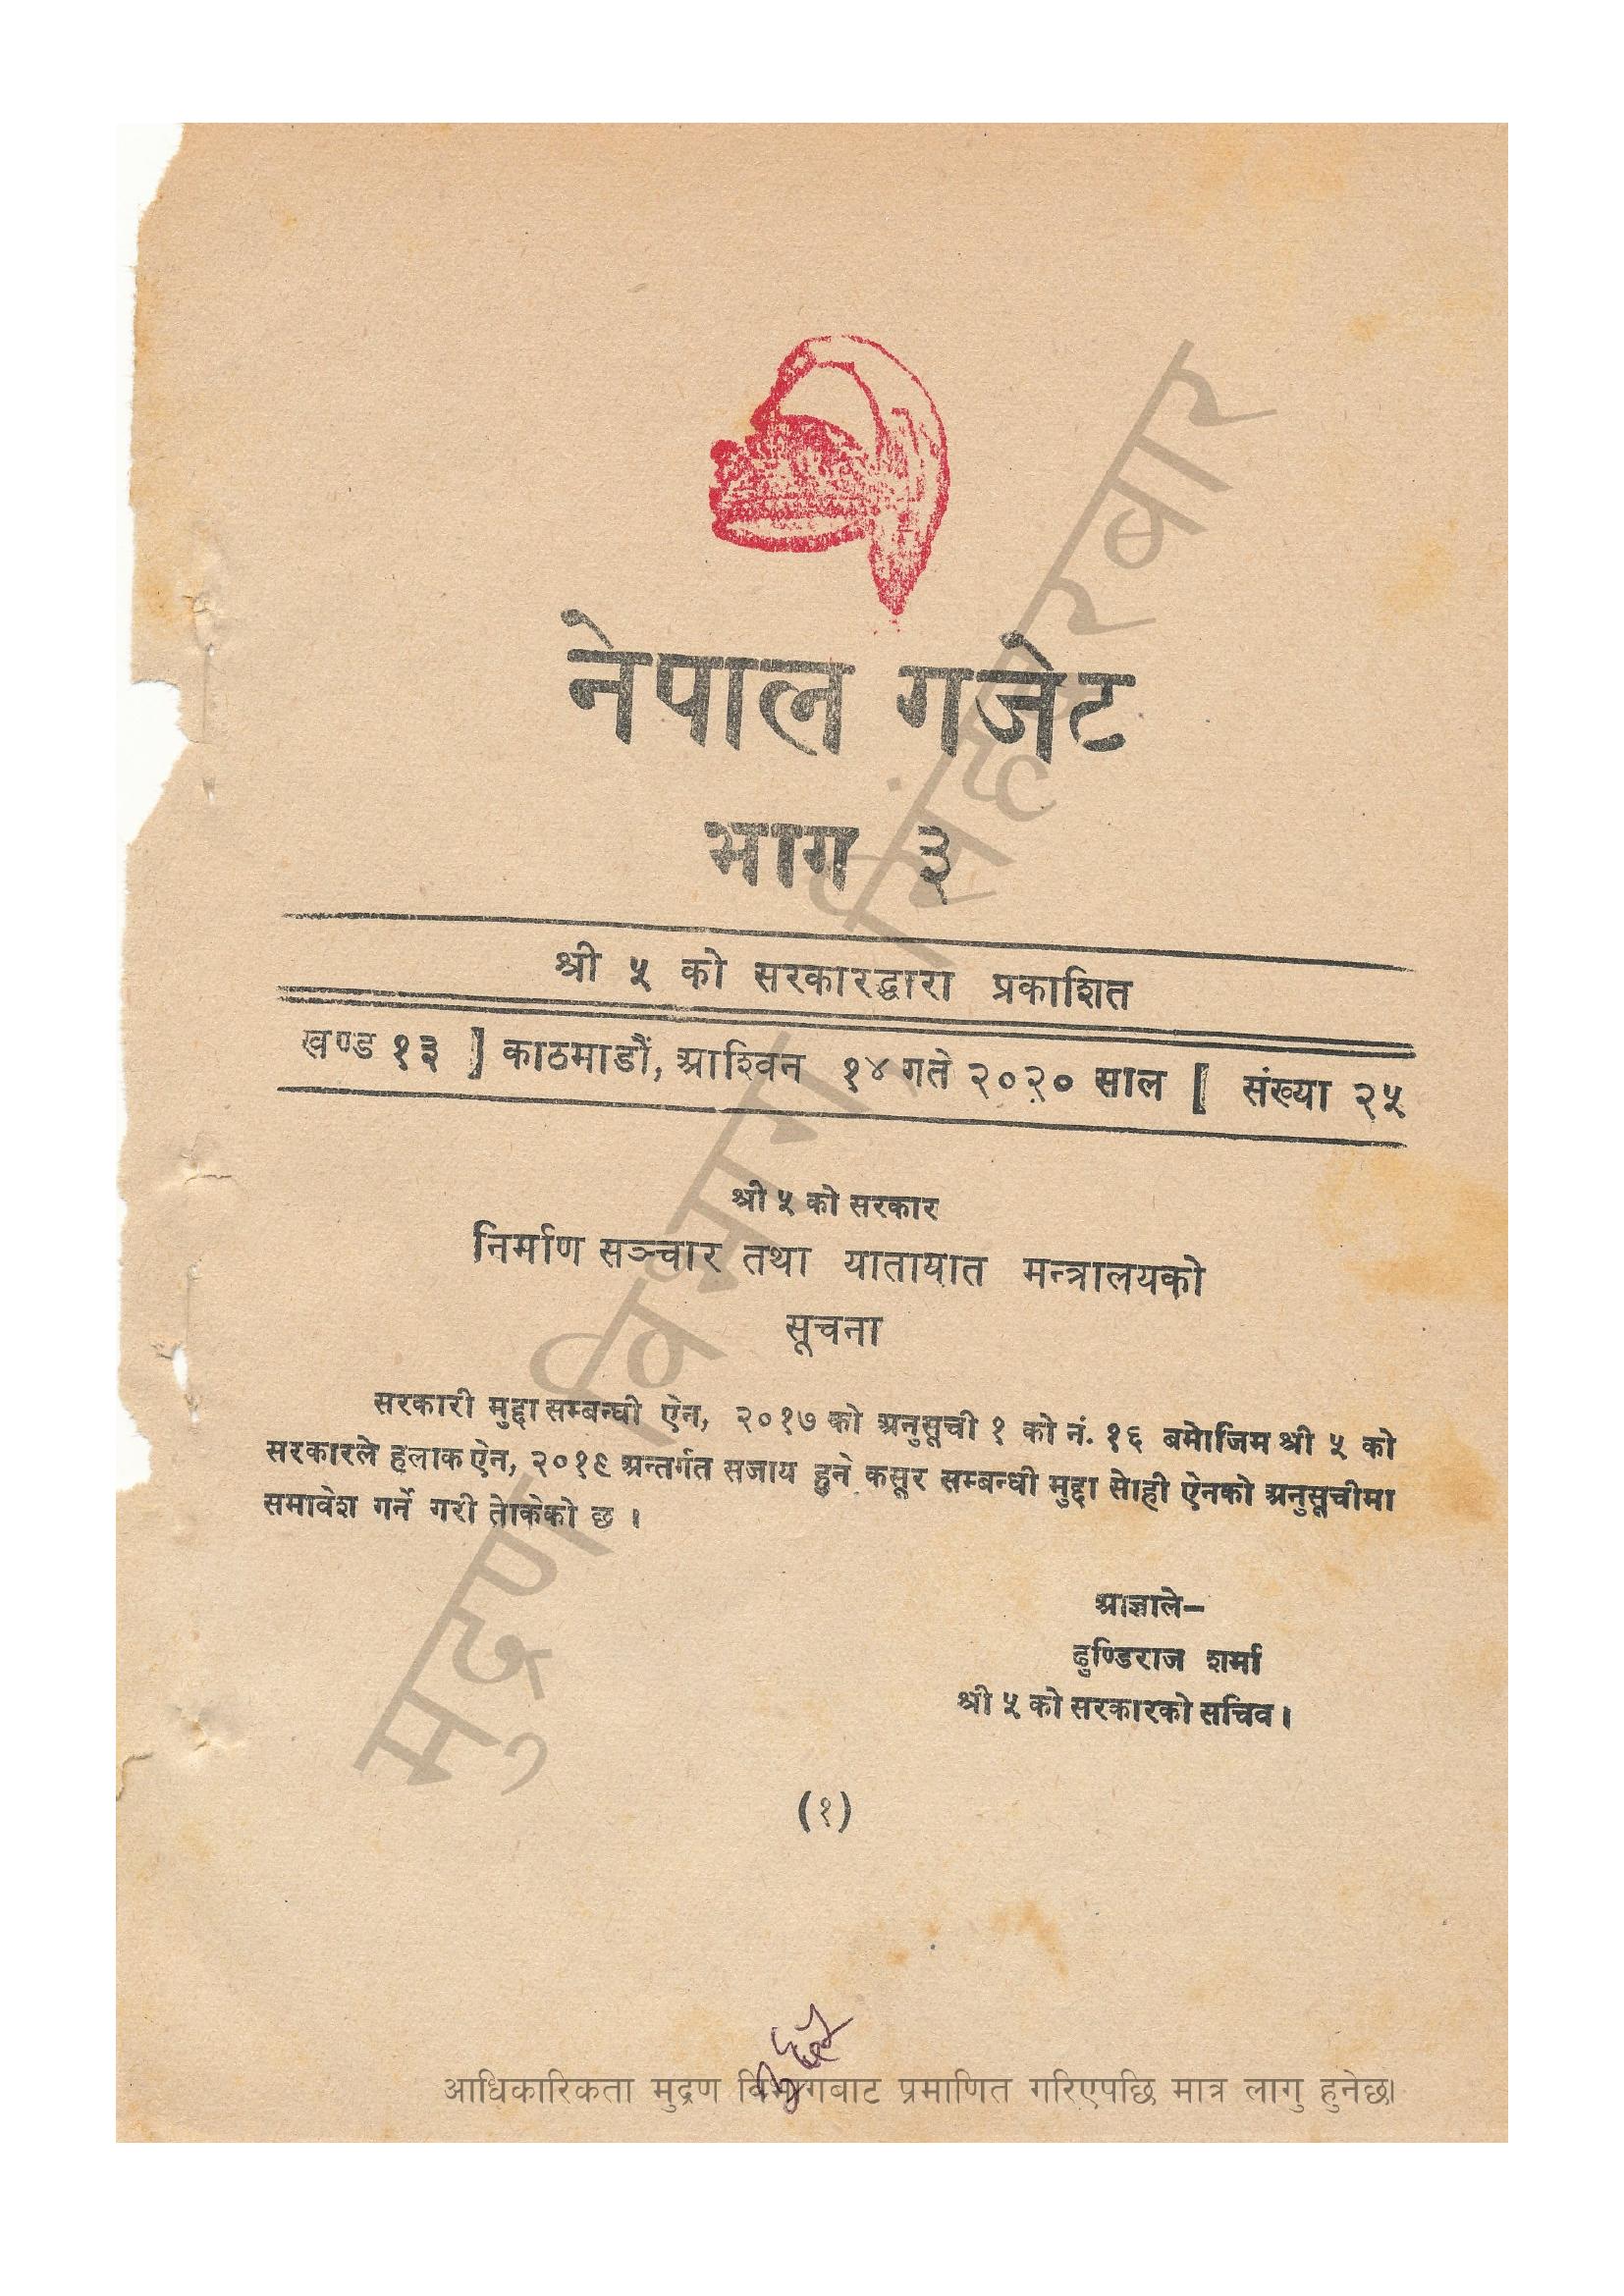 नेपाल गजेट
भाग ३
श्री ५ को सरकारद्वारा प्रकाशित
खण्ड १३ ] काठमाडौं, आश्विन १४ गते २०२० साल [ संख्या २५
श्री ५ को सरकार
निर्माण सञ्चार तथा यातायात मन्त्रालयको
सूचना
सरकारी मुद्दा सम्बन्धी ऐन, २०१७ को अनुसूची १ को नं. १६ बमोजिम श्री ५ को
सरकारले हुलाक ऐन, २०१९ अन्तर्गत सजाय हुने कसूर सम्बन्धी मुद्दा सोही ऐनको अनुसूचीमा
समावेश गर्ने गरी तोकेको छ ।
आज्ञाले–
ढुण्डिराज शर्मा
श्री ५ को सरकारको सचिव ।
(१)
मुद्रण विभाग, सिंहदरबार
आधिकारिकता मुद्रण विभागबाट प्रमाणित गरिएपछि मात्र लागु हुनेछ।